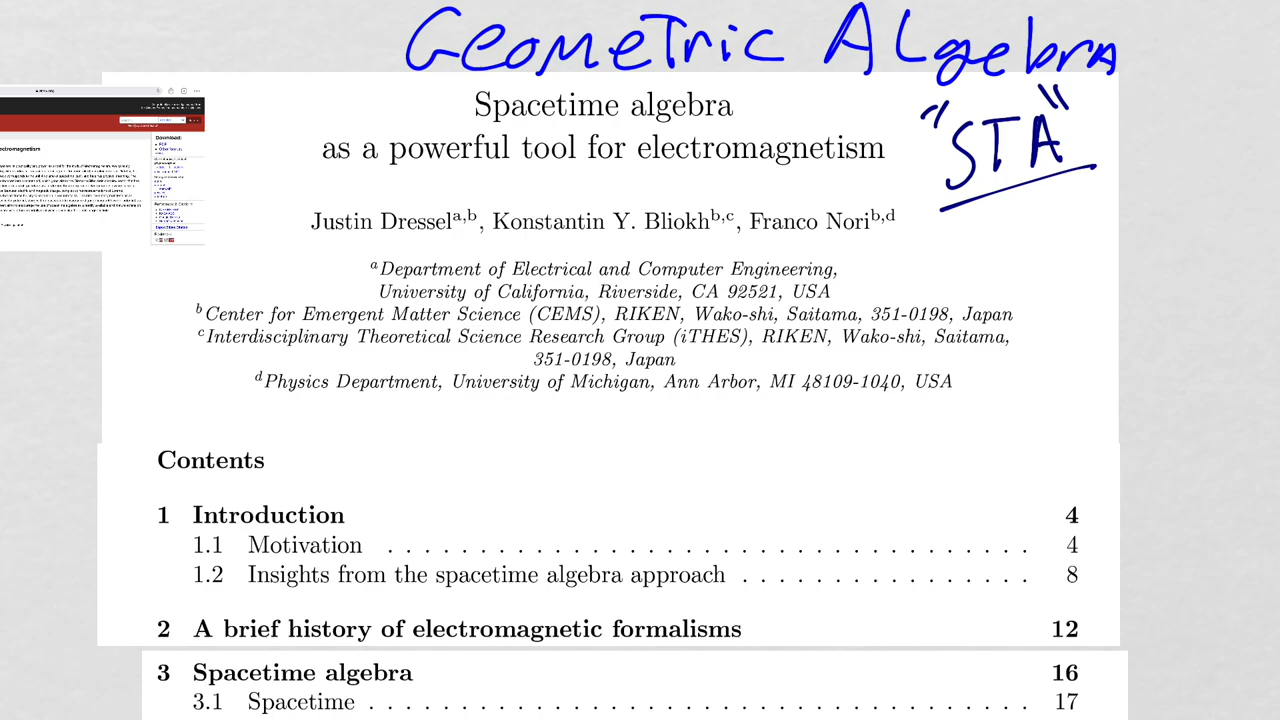 Geometric Algebra
"STA"
Spacetime algebra
as a powerful tool for electromagnetism
Justin Dressel^a,b, Konstantin Y. Bliokh^b,c, Franco Nori^b,d
^a Department of Electrical and Computer Engineering,
University of California, Riverside, CA 92521, USA
^b Center for Emergent Matter Science (CEMS), RIKEN, Wako-shi, Saitama, 351-0198, Japan
^c Interdisciplinary Theoretical Science Research Group (iTHES), RIKEN, Wako-shi, Saitama,
351-0198, Japan
^d Physics Department, University of Michigan, Ann Arbor, MI 48109-1040, USA
Download:
Contents
1 Introduction 4
1.1 Motivation . . . . . . . . . . . . . . . . . . . . . . . . . . . . . 4
1.2 Insights from the spacetime algebra approach . . . . . . . . . . . . . . . 8
2 A brief history of electromagnetic formalisms 12
3 Spacetime algebra 16
3.1 Spacetime . . . . . . . . . . . . . . . . . . . . . . . . . . . . . . 17